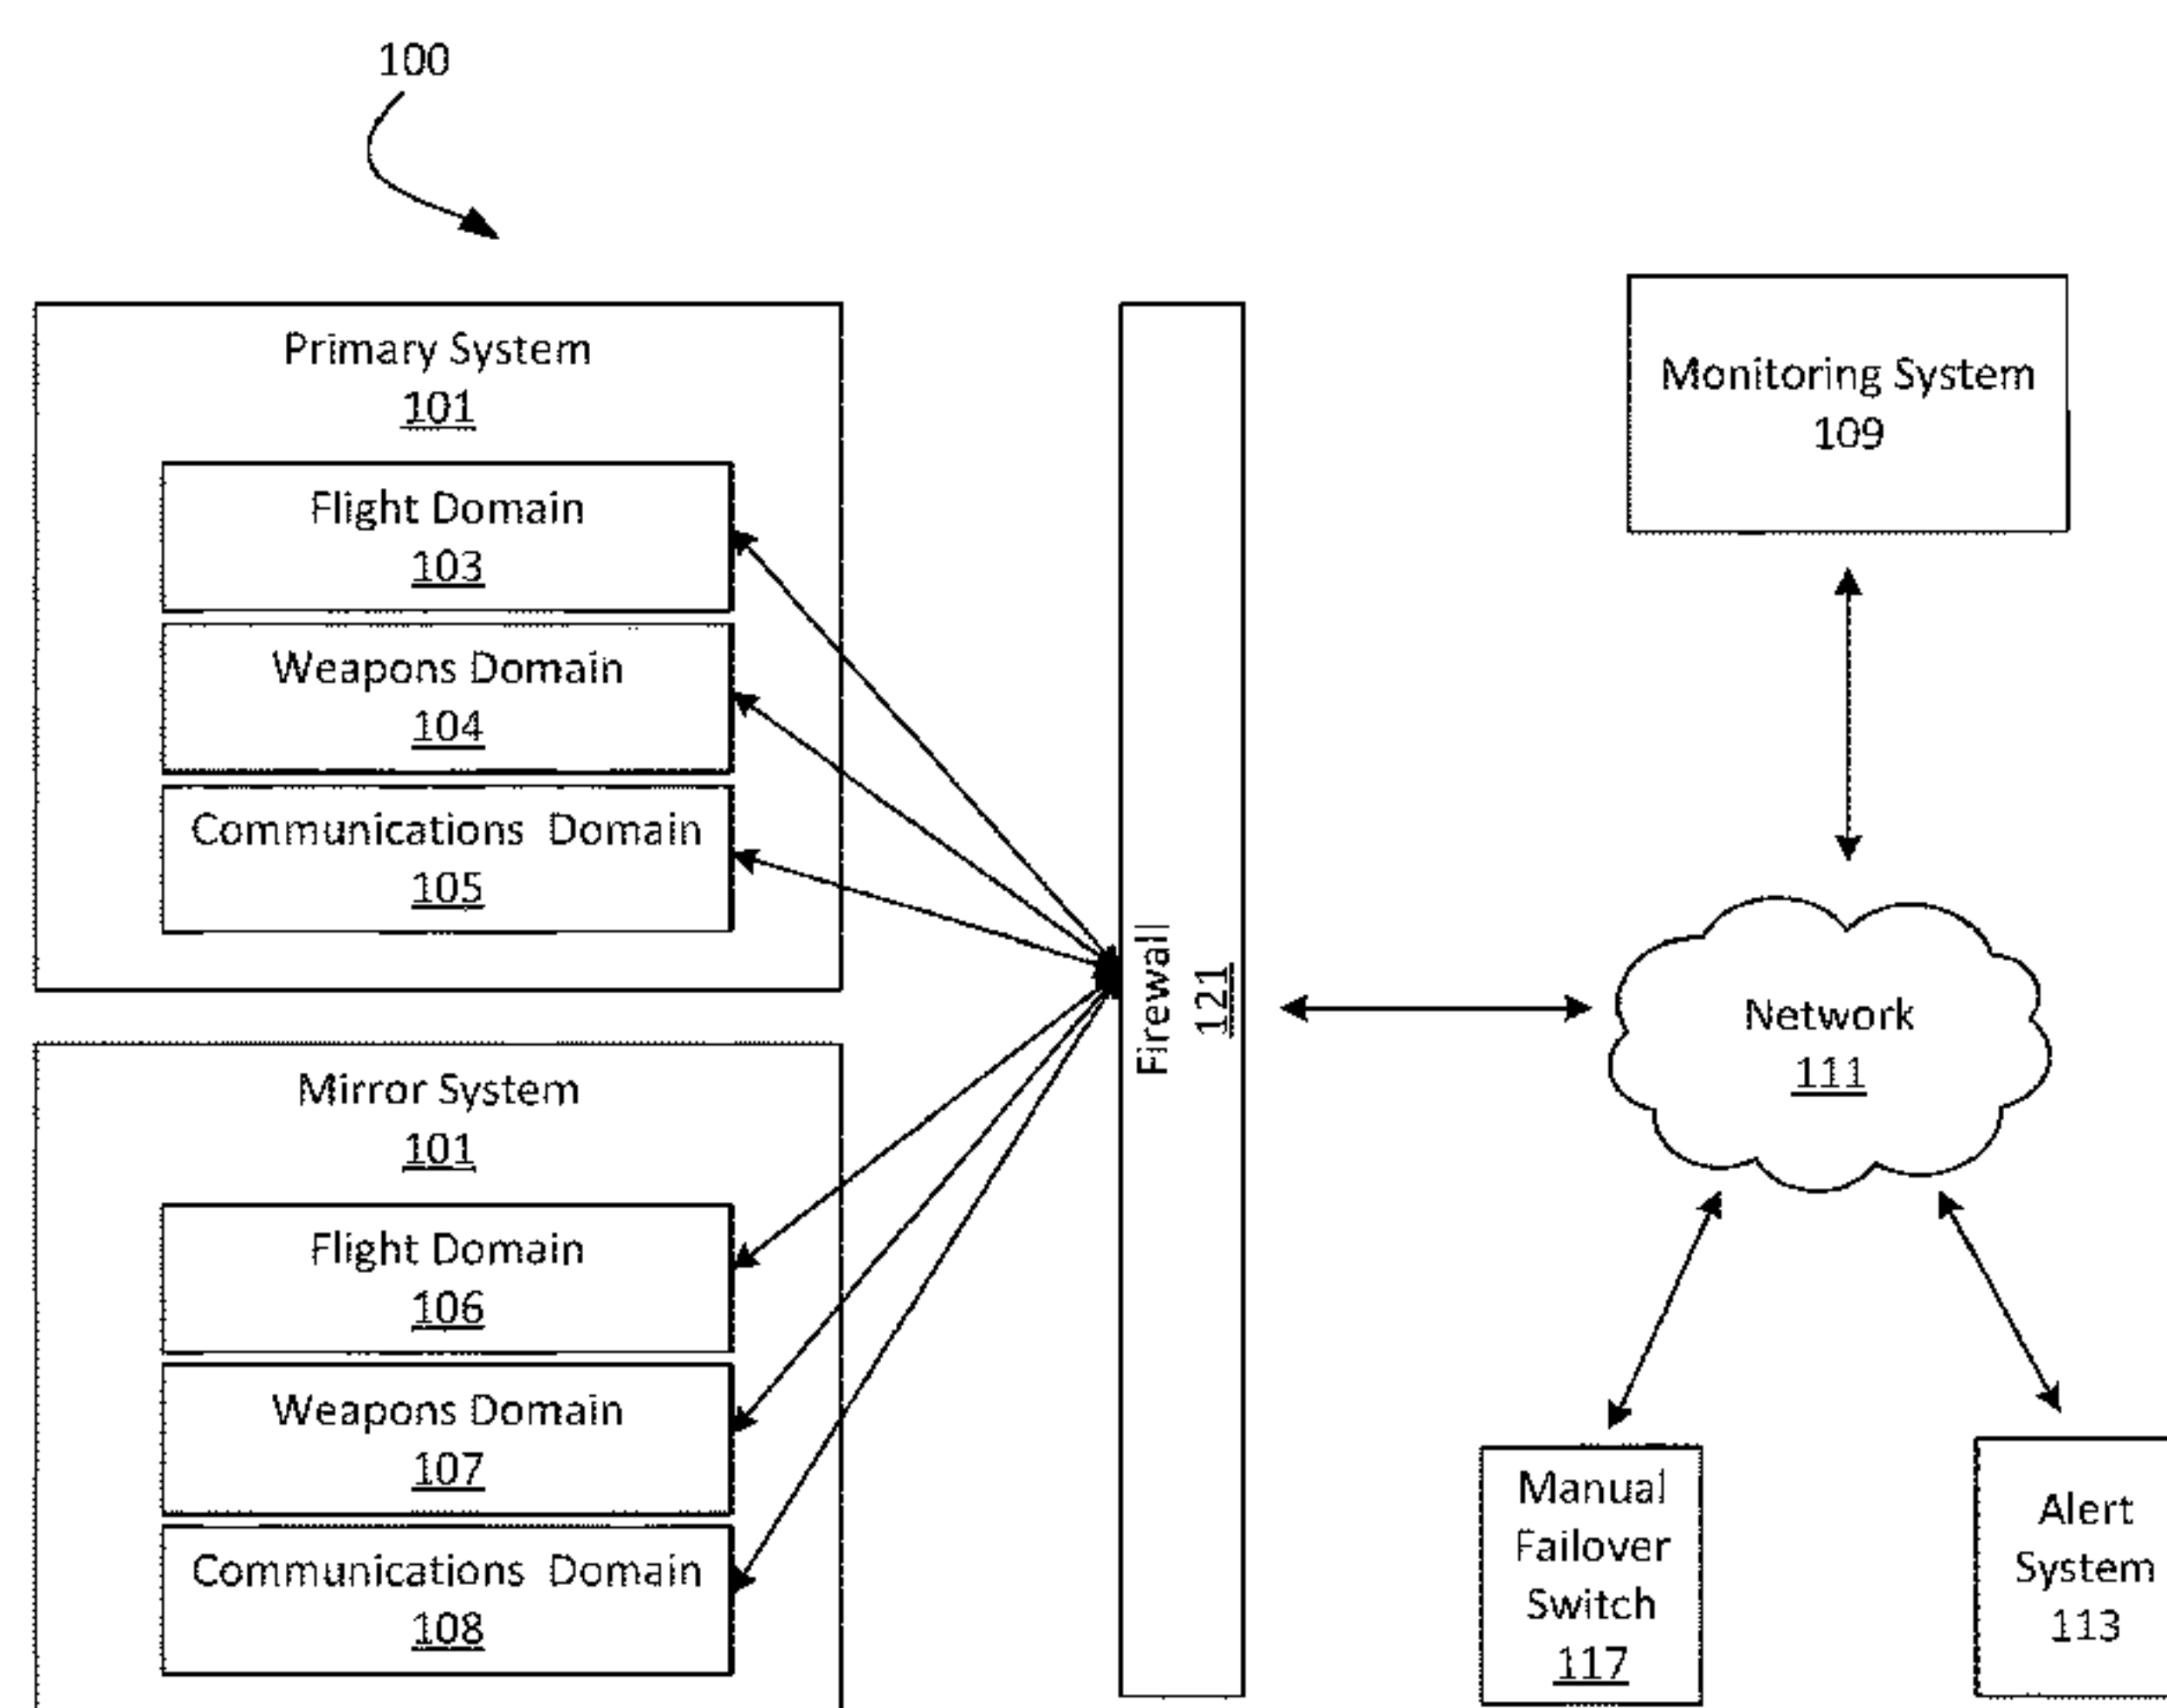 100
Primary System
101
Flight Domain
103
Weapons Domain
104
Communications Domain
105
Mirror System
101
Flight Domain
106
Weapons Domain
107
Communications Domain
108
Firewall
121
Monitoring System
109
Network
111
Manual
Failover
Switch
117
Alert
System
113